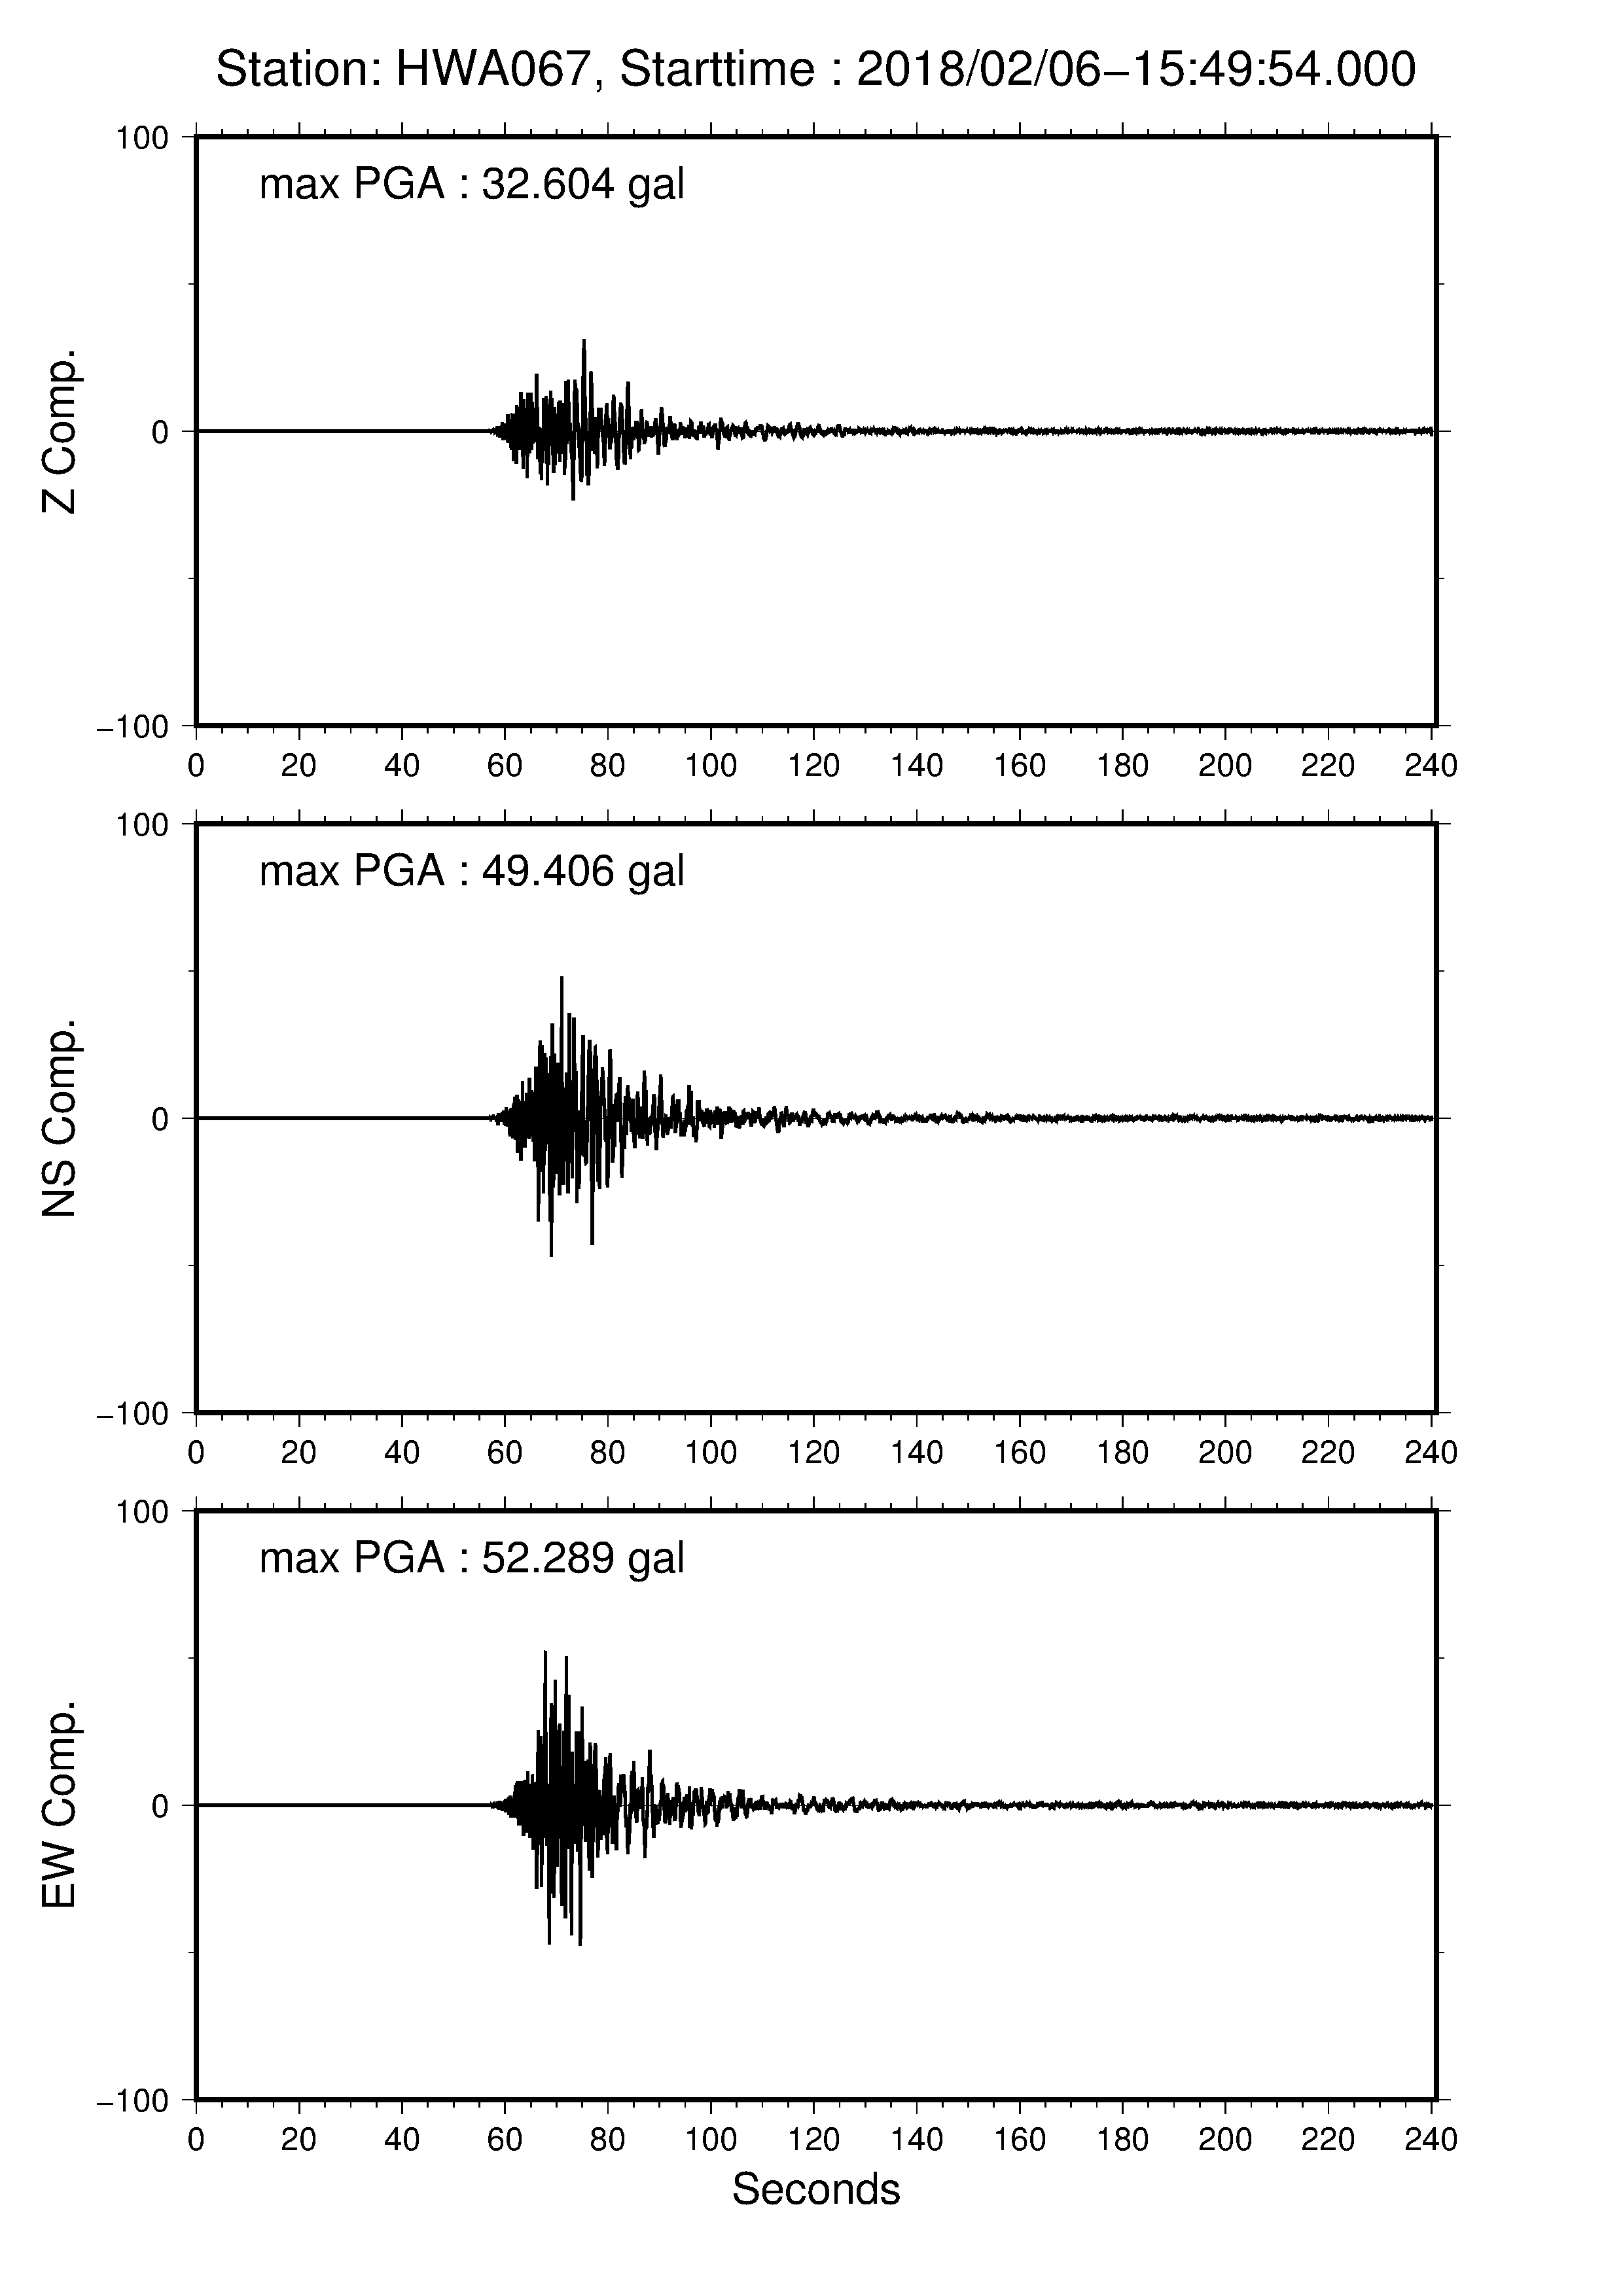 Station: HWA067, Starttime : 2018/02/06−15:49:54.000
100
max PGA : 32.604 gal
Z Comp.
0
−100
0 20 40 60 80 100 120 140 160 180 200 220 240
100
max PGA : 49.406 gal
NS Comp.
0
−100
0 20 40 60 80 100 120 140 160 180 200 220 240
100
max PGA : 52.289 gal
EW Comp.
0
−100
0 20 40 60 80 100 120 140 160 180 200 220 240
Seconds